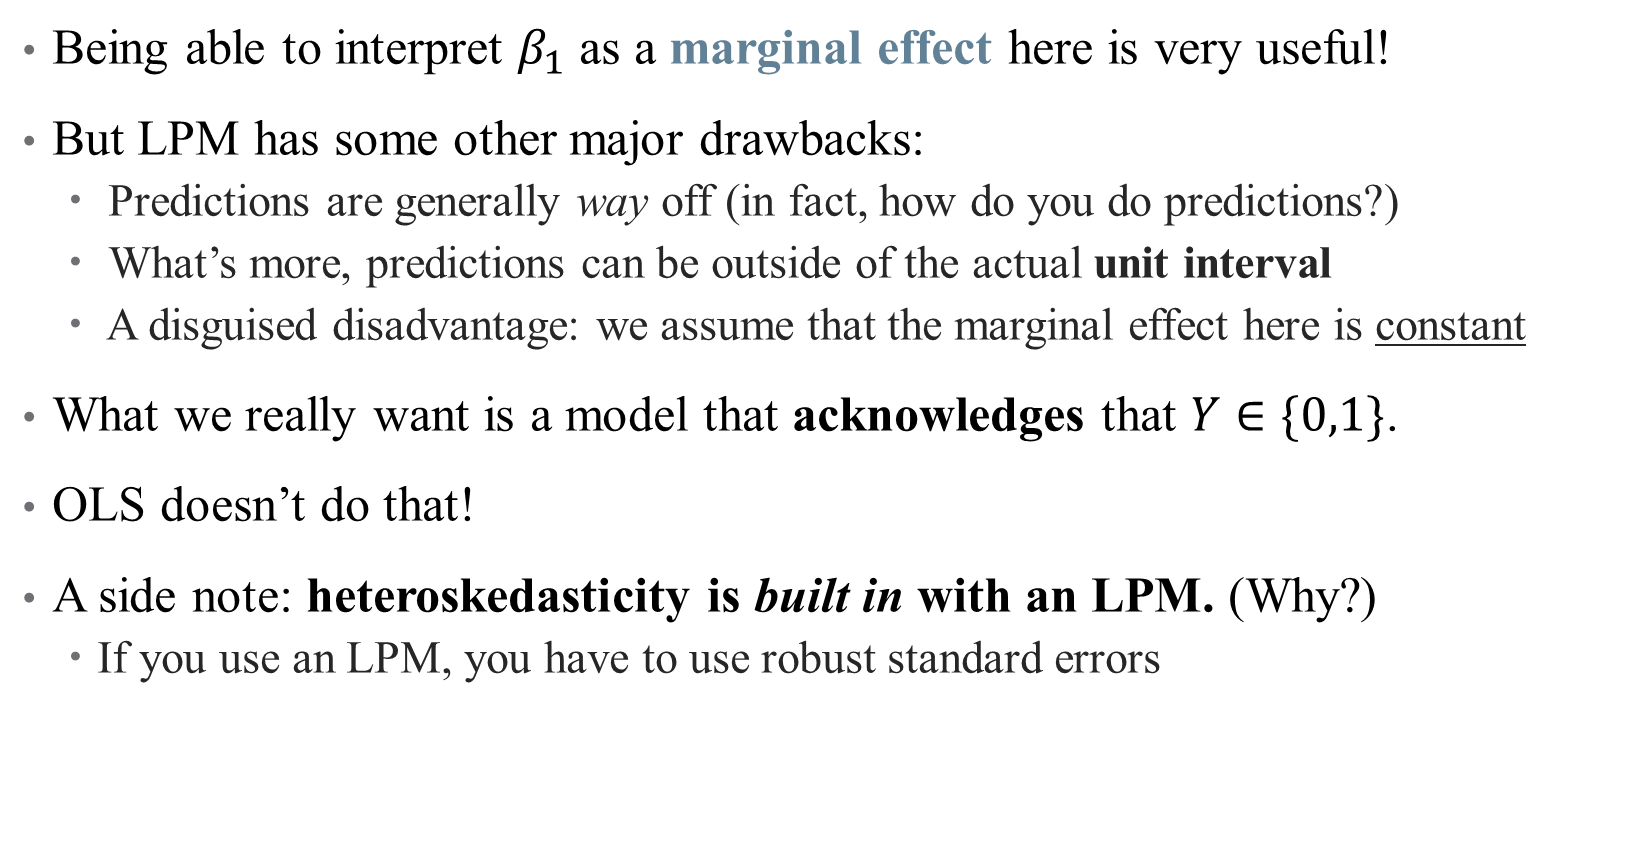 • Being able to interpret β₁ as a marginal effect here is very useful!
• But LPM has some other major drawbacks:
• Predictions are generally way off (in fact, how do you do predictions?)
• What’s more, predictions can be outside of the actual unit interval
• A disguised disadvantage: we assume that the marginal effect here is constant
• What we really want is a model that acknowledges that Y ∈ {0,1}.
• OLS doesn’t do that!
• A side note: heteroskedasticity is built in with an LPM. (Why?)
• If you use an LPM, you have to use robust standard errors